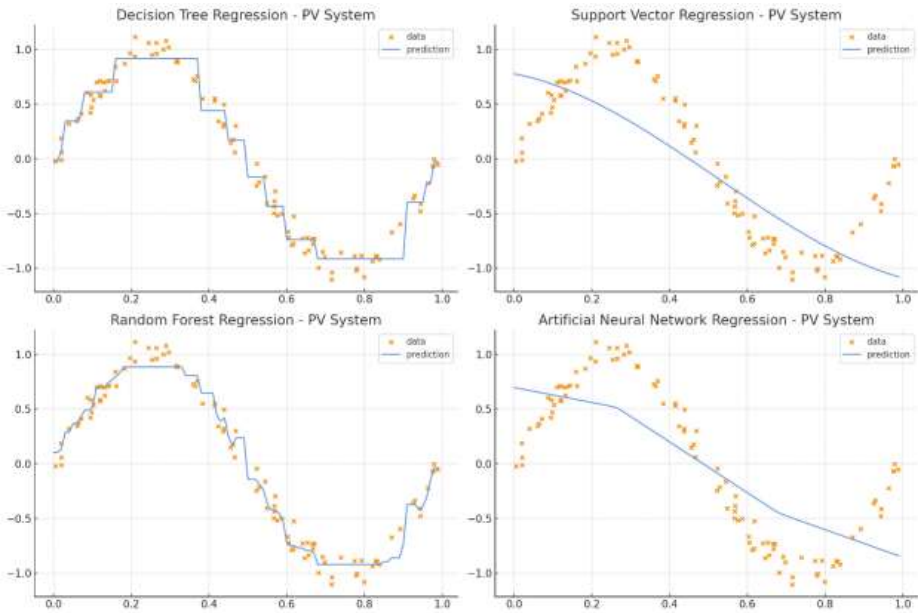 Decision Tree Regression - PV System
data
prediction
1.0
0.5
0.0
−0.5
−1.0
0.0 0.2 0.4 0.6 0.8 1.0
Support Vector Regression - PV System
data
prediction
1.0
0.5
0.0
−0.5
−1.0
0.0 0.2 0.4 0.6 0.8 1.0
Random Forest Regression - PV System
data
prediction
1.0
0.5
0.0
−0.5
−1.0
0.0 0.2 0.4 0.6 0.8 1.0
Artificial Neural Network Regression - PV System
data
prediction
1.0
0.5
0.0
−0.5
−1.0
0.0 0.2 0.4 0.6 0.8 1.0